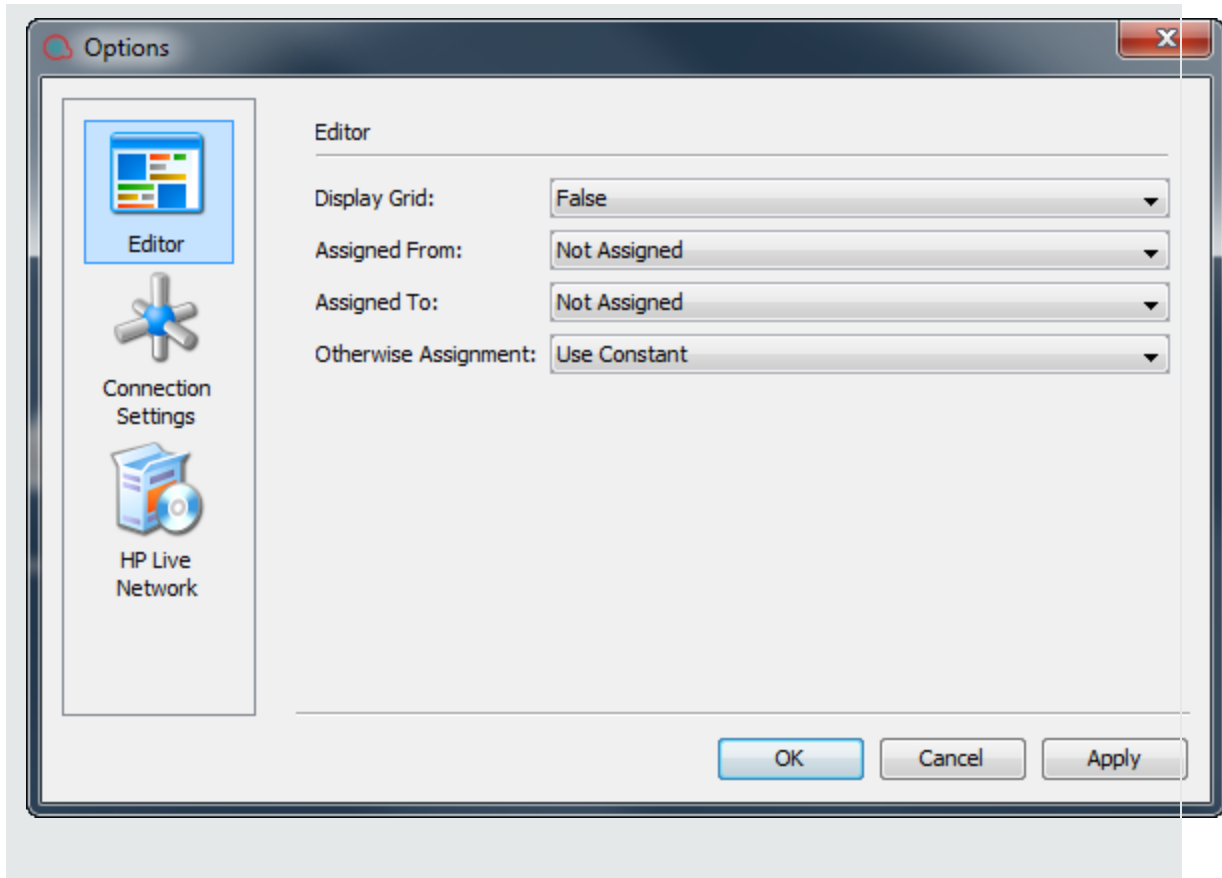 Options
Editor
Connection
Settings
HP Live
Network
Editor
Display Grid: False
Assigned From: Not Assigned
Assigned To: Not Assigned
Otherwise Assignment: Use Constant
OK Cancel Apply